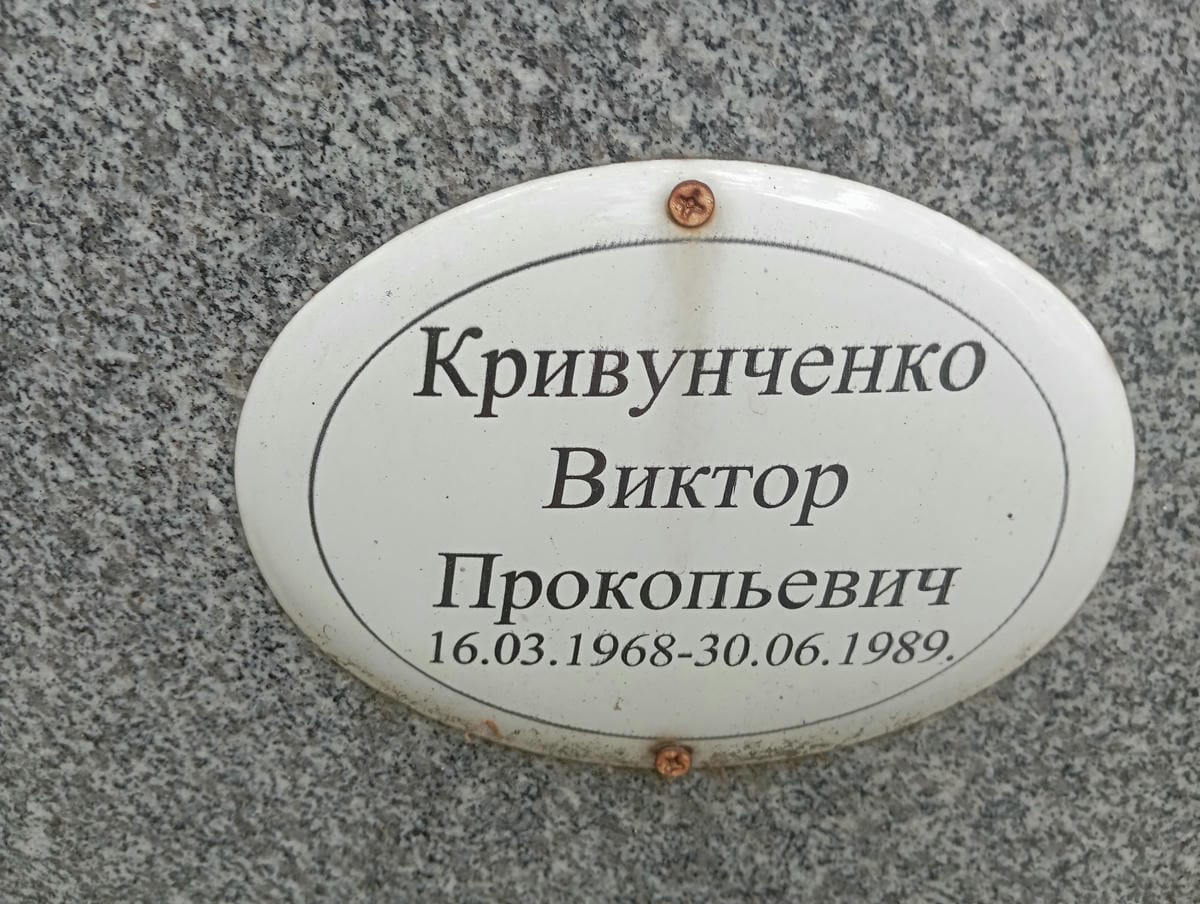 Кривунченко
Виктор
Прокопьевич
16.03.1968-30.06.1989.